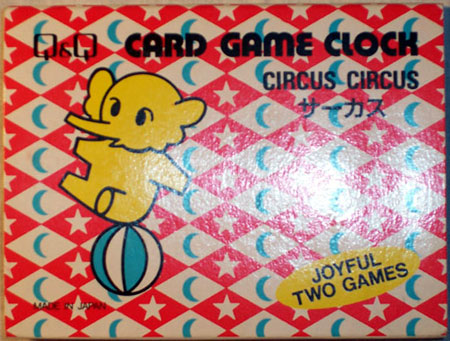 Q&Q CARD GAME CLOCK
CIRCUS CIRCUS
サーカス
JOYFUL
TWO GAMES
MADE IN JAPAN